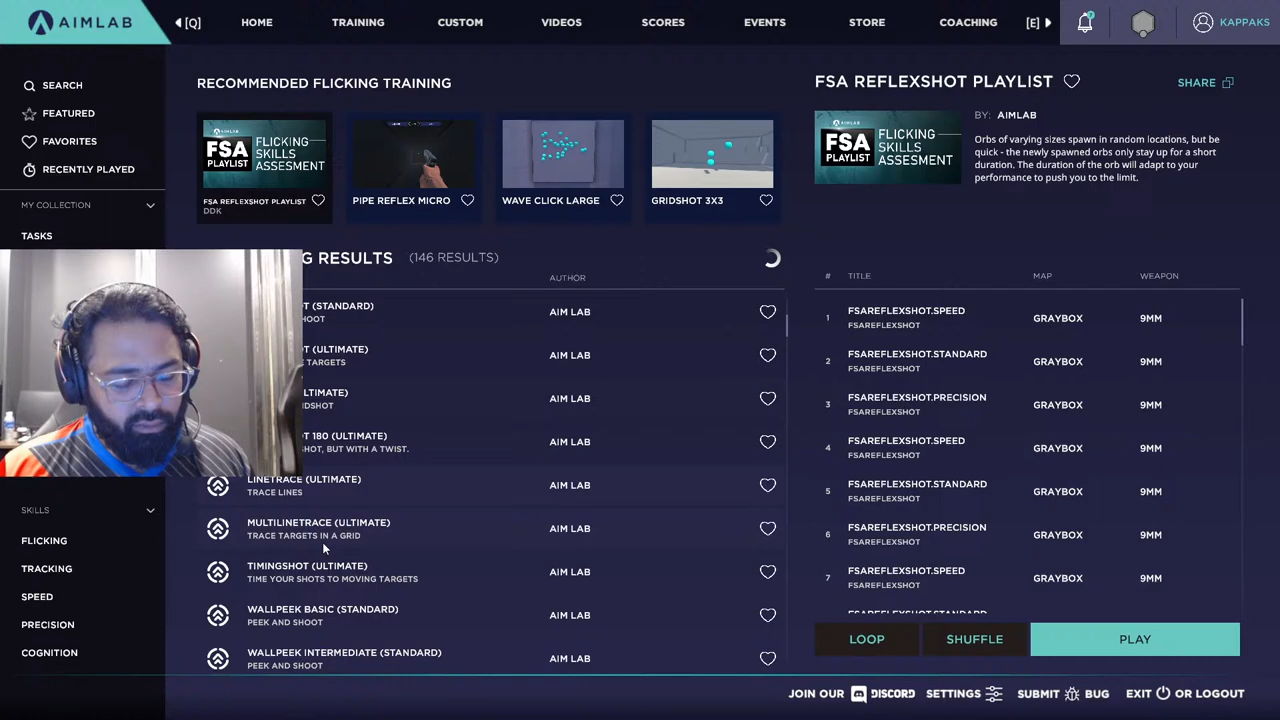 AIMLAB
[Q]
HOME
TRAINING
CUSTOM
VIDEOS
SCORES
EVENTS
STORE
COACHING
[E]
KAPPAKS
SEARCH
FEATURED
FAVORITES
RECENTLY PLAYED
MY COLLECTION
TASKS
SKILLS
FLICKING
TRACKING
SPEED
PRECISION
COGNITION
RECOMMENDED FLICKING TRAINING
AIMLAB
FSA
PLAYLIST
FLICKING
SKILLS
ASSESMENT
FSA REFLEXSHOT PLAYLIST
DDK
PIPE REFLEX MICRO
WAVE CLICK LARGE
GRIDSHOT 3X3
RESULTS (146 RESULTS)
AUTHOR
(STANDARD)
AIM LAB
(ULTIMATE)
TARGETS
AIM LAB
AIM LAB
180 (ULTIMATE)
BUT WITH A TWIST.
AIM LAB
LINETRACE (ULTIMATE)
TRACE LINES
AIM LAB
MULTILINETRACE (ULTIMATE)
TRACE TARGETS IN A GRID
AIM LAB
TIMINGSHOT (ULTIMATE)
TIME YOUR SHOTS TO MOVING TARGETS
AIM LAB
WALLPEEK BASIC (STANDARD)
PEEK AND SHOOT
AIM LAB
WALLPEEK INTERMEDIATE (STANDARD)
PEEK AND SHOOT
AIM LAB
FSA REFLEXSHOT PLAYLIST
SHARE
AIMLAB
FSA
PLAYLIST
FLICKING
SKILLS
ASSESMENT
BY: AIMLAB
Orbs of varying sizes spawn in random locations, but be
quick - the newly spawned orbs only stay up for a short
duration. The duration of the orb will adapt to your
performance to push you to the limit.
# TITLE MAP WEAPON
1 FSAREFLEXSHOT.SPEED GRAYBOX 9MM
FSAREFLEXSHOT
2 FSAREFLEXSHOT.STANDARD GRAYBOX 9MM
FSAREFLEXSHOT
3 FSAREFLEXSHOT.PRECISION GRAYBOX 9MM
FSAREFLEXSHOT
4 FSAREFLEXSHOT.SPEED GRAYBOX 9MM
FSAREFLEXSHOT
5 FSAREFLEXSHOT.STANDARD GRAYBOX 9MM
FSAREFLEXSHOT
6 FSAREFLEXSHOT.PRECISION GRAYBOX 9MM
FSAREFLEXSHOT
7 FSAREFLEXSHOT.SPEED GRAYBOX 9MM
FSAREFLEXSHOT
FSAREFLEXSHOT.STANDARD
LOOP
SHUFFLE
PLAY
JOIN OUR DISCORD
SETTINGS
SUBMIT BUG
EXIT OR LOGOUT